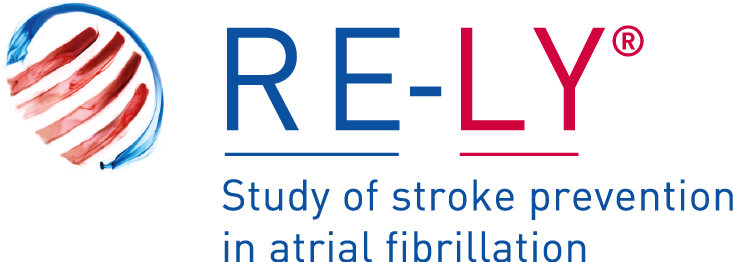 RE-LY®
Study of stroke prevention
in atrial fibrillation